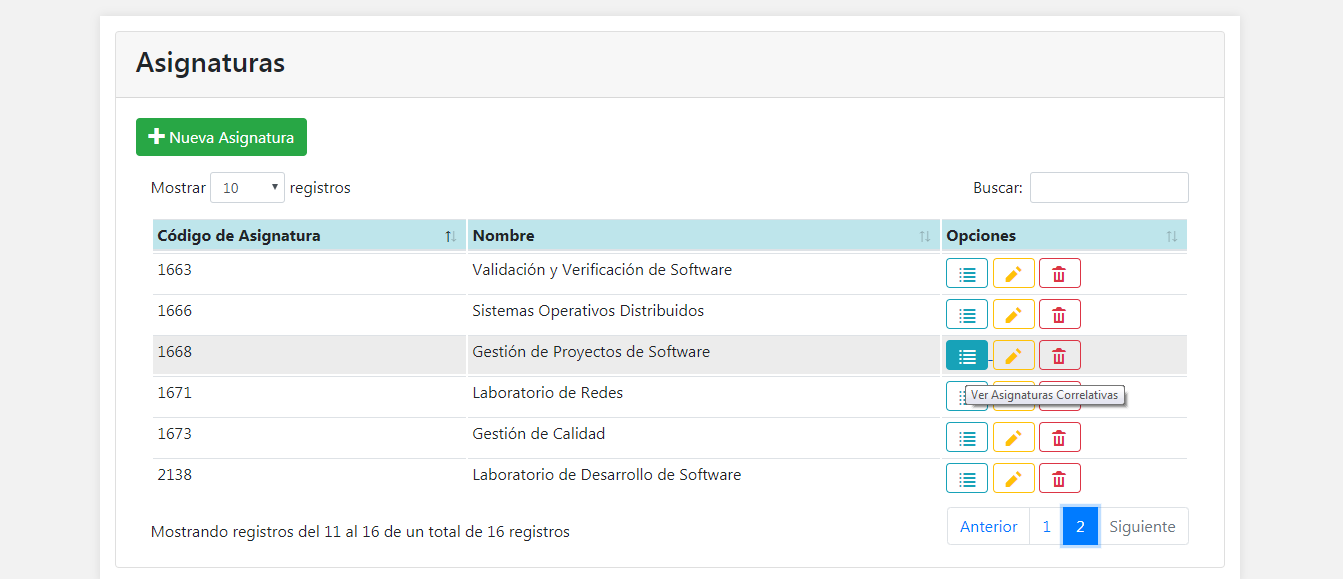 Asignaturas
Nueva Asignatura
Mostrar 10 registros Buscar:
Código de Asignatura Nombre Opciones
1663 Validación y Verificación de Software
1666 Sistemas Operativos Distribuidos
1668 Gestión de Proyectos de Software
1671 Laboratorio de Redes
Ver Asignaturas Correlativas
1673 Gestión de Calidad
2138 Laboratorio de Desarrollo de Software
Mostrando registros del 11 al 16 de un total de 16 registros Anterior 1 2 Siguiente